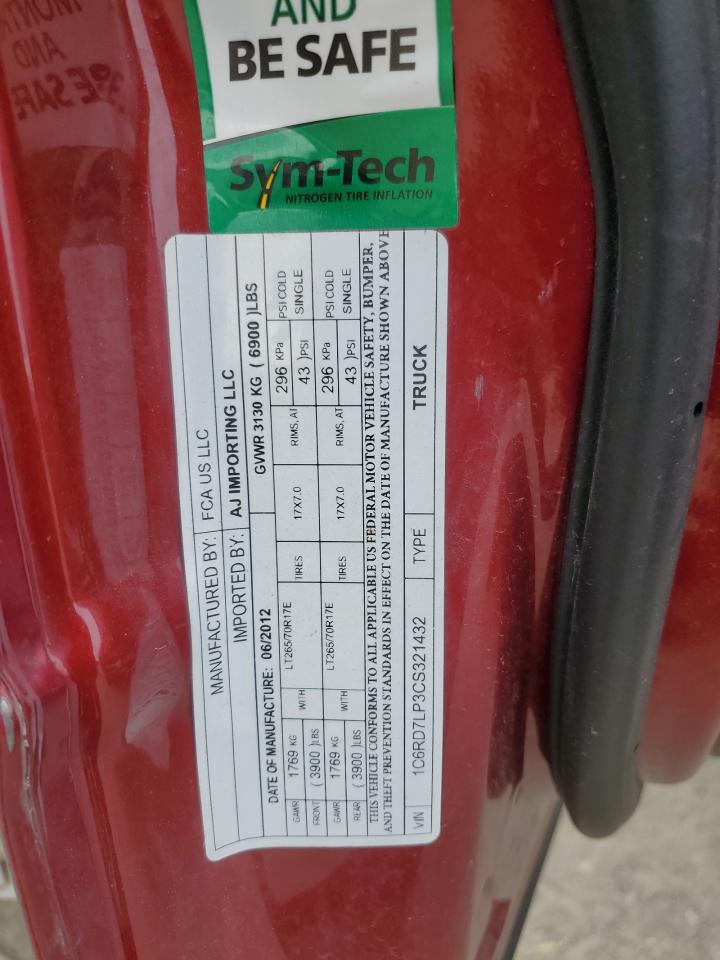 AND
BE SAFE
Sym-Tech
NITROGEN TIRE INFLATION
MANUFACTURED BY: FCA US LLC
IMPORTED BY: AJ IMPORTING LLC
DATE OF MANUFACTURE: 06/2012 GVWR 3130 KG ( 6900 )LBS
GAWR 1769 KG WITH LT265/70R17E TIRES 17X7.0 RIMS, AT 296 KPa PSI COLD
FRONT ( 3900 )LBS 43 )PSI SINGLE
GAWR 1769 KG WITH LT265/70R17E TIRES 17X7.0 RIMS, AT 296 KPa PSI COLD
REAR ( 3900 )LBS 43 )PSI SINGLE
THIS VEHICLE CONFORMS TO ALL APPLICABLE US FEDERAL MOTOR VEHICLE SAFETY, BUMPER,
AND THEFT PREVENTION STANDARDS IN EFFECT ON THE DATE OF MANUFACTURE SHOWN ABOVE
VIN 1C6RD7LP3CS321432 TYPE TRUCK